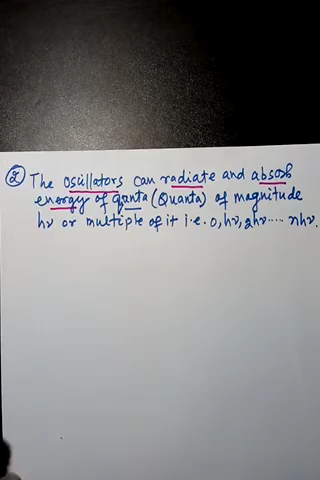 ② The oscillators can radiate and absorb
energy of qunta (Quanta) of magnitude
hν or multiple of it i.e. 0, hν, 2hν.... nhν.